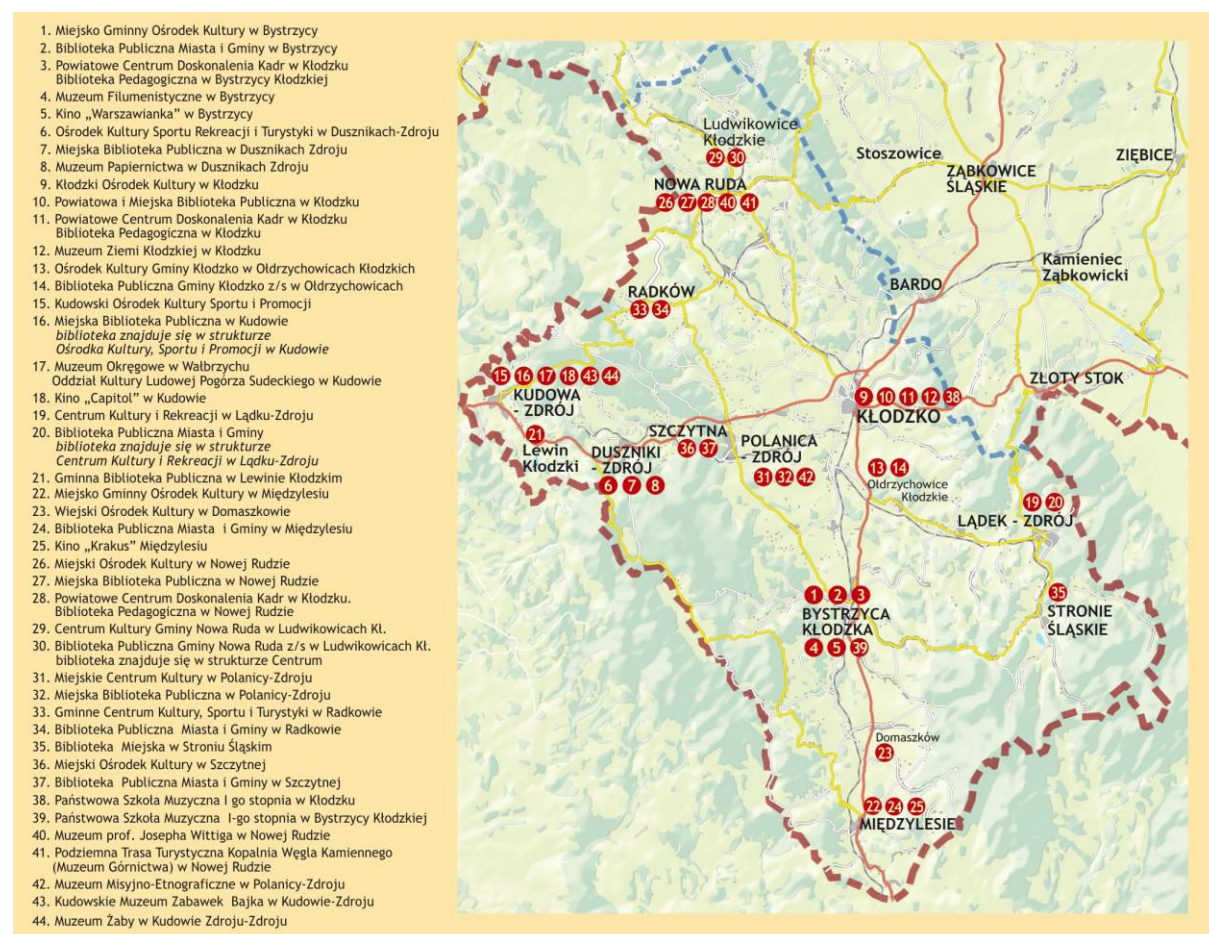 1. Miejsko Gminny Ośrodek Kultury w Bystrzycy
2. Biblioteka Publiczna Miasta i Gminy w Bystrzycy
3. Powiatowe Centrum Doskonalenia Kadr w Kłodzku
Biblioteka Pedagogiczna w Bystrzycy Kłodzkiej
4. Muzeum Filumenistyczne w Bystrzycy
5. Kino „Warszawianka” w Bystrzycy
6. Ośrodek Kultury Sportu Rekreacji i Turystyki w Dusznikach-Zdroju
7. Miejska Biblioteka Publiczna w Dusznikach Zdroju
8. Muzeum Papiernictwa w Dusznikach Zdroju
9. Kłodzki Ośrodek Kultury w Kłodzku
10. Powiatowa i Miejska Biblioteka Publiczna w Kłodzku
11. Powiatowe Centrum Doskonalenia Kadr w Kłodzku
Biblioteka Pedagogiczna w Kłodzku
12. Muzeum Ziemi Kłodzkiej w Kłodzku
13. Ośrodek Kultury Gminy Kłodzko w Ołdrzychowicach Kłodzkich
14. Biblioteka Publiczna Gminy Kłodzko z/s w Ołdrzychowicach
15. Kudowski Ośrodek Kultury Sportu i Promocji
16. Miejska Biblioteka Publiczna w Kudowie
biblioteka znajduje się w strukturze
Ośrodka Kultury, Sportu i Promocji w Kudowie
17. Muzeum Okręgowe w Wałbrzychu
Oddział Kultury Ludowej Pogórza Sudeckiego w Kudowie
18. Kino „Capitol” w Kudowie
19. Centrum Kultury i Rekreacji w Lądku-Zdroju
20. Biblioteka Publiczna Miasta i Gminy
biblioteka znajduje się w strukturze
Centrum Kultury i Rekreacji w Lądku-Zdroju
21. Gminna Biblioteka Publiczna w Lewinie Kłodzkim
22. Miejsko Gminny Ośrodek Kultury w Międzylesiu
23. Wiejski Ośrodek Kultury w Domaszkowie
24. Biblioteka Publiczna Miasta i Gminy w Międzylesiu
25. Kino „Krakus” Międzylesiu
26. Miejski Ośrodek Kultury w Nowej Rudzie
27. Miejska Biblioteka Publiczna w Nowej Rudzie
28. Powiatowe Centrum Doskonalenia Kadr w Kłodzku.
Biblioteka Pedagogiczna w Nowej Rudzie
29. Centrum Kultury Gminy Nowa Ruda w Ludwikowicach Kł.
30. Biblioteka Publiczna Gminy Nowa Ruda z/s w Ludwikowicach Kł.
biblioteka znajduje się w strukturze Centrum
31. Miejskie Centrum Kultury w Polanicy-Zdroju
32. Miejska Biblioteka Publiczna w Polanicy-Zdroju
33. Gminne Centrum Kultury, Sportu i Turystyki w Radkowie
34. Biblioteka Publiczna Miasta i Gminy w Radkowie
35. Biblioteka Miejska w Stroniu Śląskim
36. Miejski Ośrodek Kultury w Szczytnej
37. Biblioteka Publiczna Miasta i Gminy w Szczytnej
38. Państwowa Szkoła Muzyczna I go stopnia w Kłodzku
39. Państwowa Szkoła Muzyczna I-go stopnia w Bystrzycy Kłodzkiej
40. Muzeum prof. Josepha Wittiga w Nowej Rudzie
41. Podziemna Trasa Turystyczna Kopalnia Węgla Kamiennego
(Muzeum Górnictwa) w Nowej Rudzie
42. Muzeum Misyjno-Etnograficzne w Polanicy-Zdroju
43. Kudowskie Muzeum Zabawek Bajka w Kudowie-Zdroju
44. Muzeum Żaby w Kudowie Zdroju-Zdroju
Ludwikowice
Kłodzkie
29 30
NOWA RUDA
26 27 28 40 41
Stoszowice
ZĄBKOWICE
ŚLĄSKIE
ZIĘBICE
Kamieniec
Ząbkowicki
BARDO
RADKÓW
33 34
15 16 17 18 43 44
KUDOWA
- ZDRÓJ
ZŁOTY STOK
9 10 11 12 38
KŁODZKO
21
Lewin
Kłodzki
SZCZYTNA
36 37
DUSZNIKI
- ZDRÓJ
6 7 8
POLANICA
- ZDRÓJ
31 32 42
13 14
Ołdrzychowice
Kłodzkie
19 20
LĄDEK - ZDRÓJ
1 2 3
BYSTRZYCA
KŁODZKA
4 5 39
35
STRONIE
ŚLĄSKIE
Domaszków
23
22 24 25
MIĘDZYLESIE